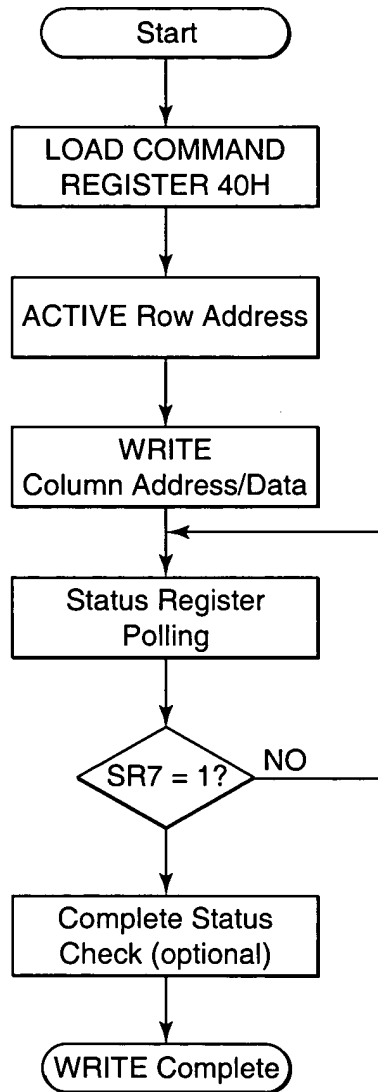 Start
LOAD COMMAND
REGISTER 40H
ACTIVE Row Address
WRITE
Column Address/Data
Status Register
Polling
SR7 = 1?
NO
Complete Status
Check (optional)
WRITE Complete